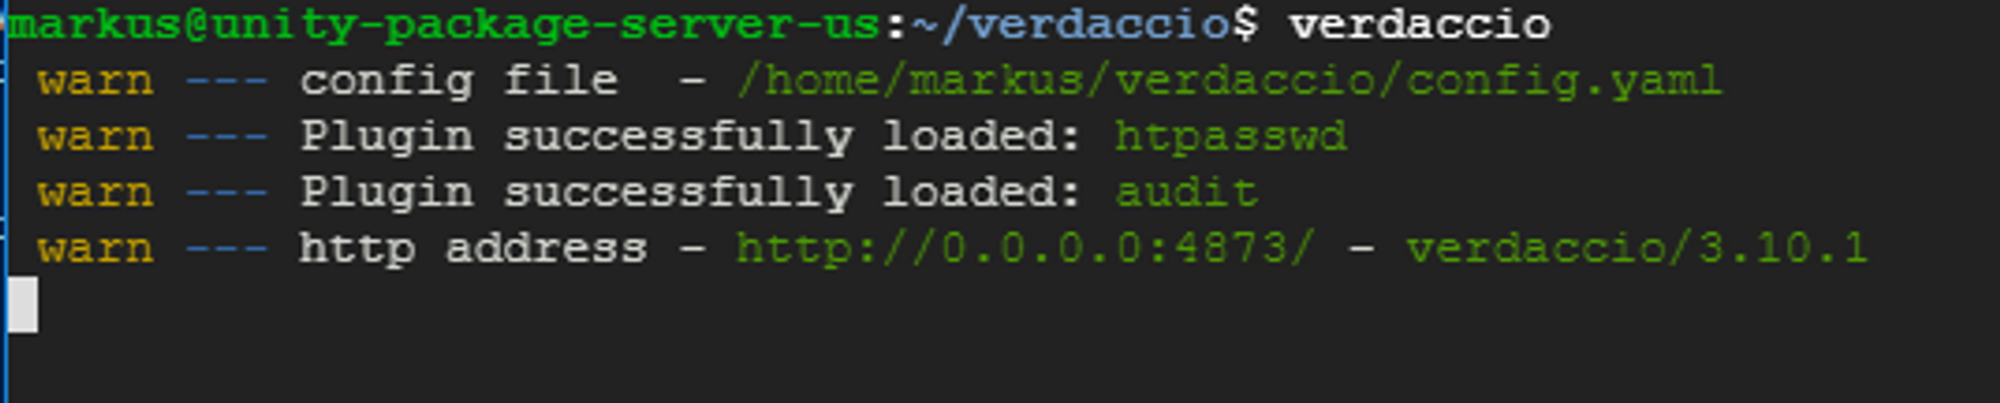 markus@unity-package-server-us:~/verdaccio$ verdaccio
warn --- config file  - /home/markus/verdaccio/config.yaml
warn --- Plugin successfully loaded: htpasswd
warn --- Plugin successfully loaded: audit
warn --- http address - http://0.0.0.0:4873/ - verdaccio/3.10.1